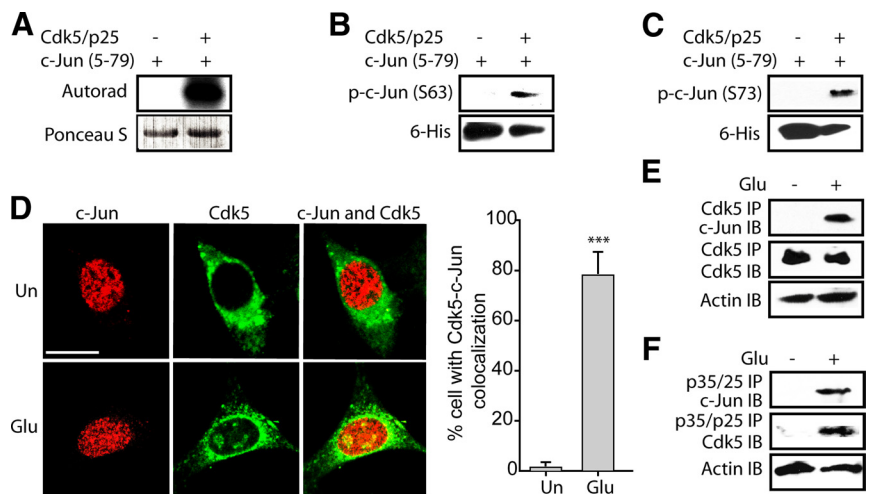 A
Cdk5/p25 - +
c-Jun (5-79) + +
Autorad
Ponceau S
B
Cdk5/p25 - +
c-Jun (5-79) + +
p-c-Jun (S63)
6-His
C
Cdk5/p25 - +
c-Jun (5-79) + +
p-c-Jun (S73)
6-His
D
c-Jun Cdk5 c-Jun and Cdk5
Un
Glu
% cell with Cdk5-c-Jun
colocalization
100
80
60
40
20
0
***
Un Glu
E
Glu - +
Cdk5 IP
c-Jun IB
Cdk5 IP
Cdk5 IB
Actin IB
F
Glu - +
p35/25 IP
c-Jun IB
p35/p25 IP
Cdk5 IB
Actin IB